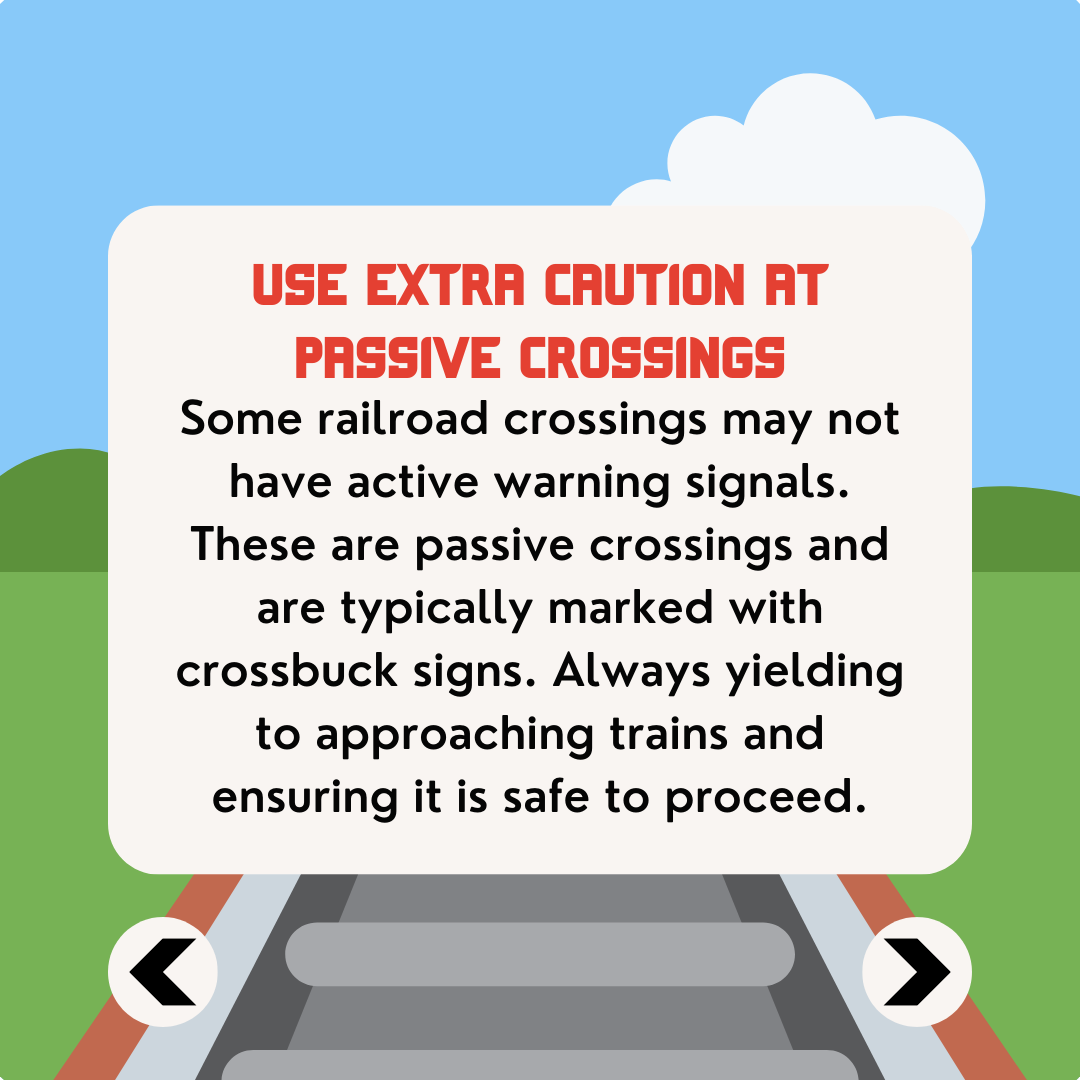 USE EXTRA CAUTION AT
PASSIVE CROSSINGS
Some railroad crossings may not
have active warning signals.
These are passive crossings and
are typically marked with
crossbuck signs. Always yielding
to approaching trains and
ensuring it is safe to proceed.